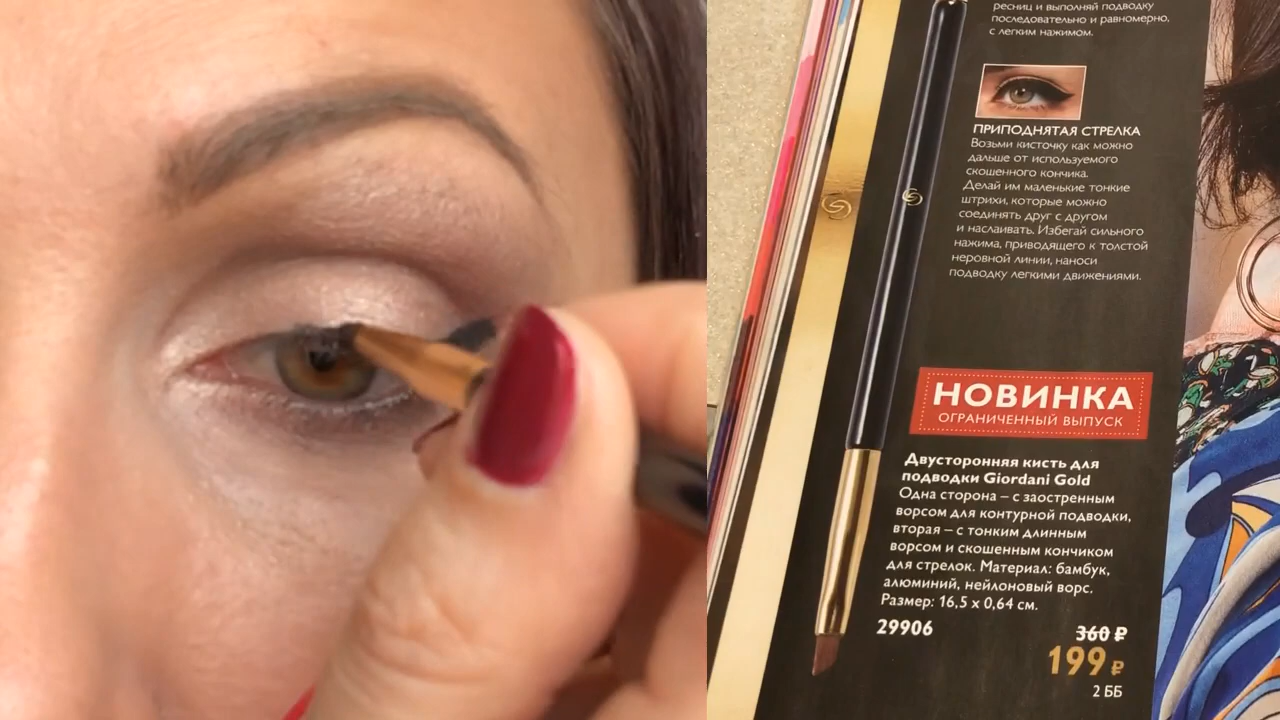 ресниц и выполняй подводку
последовательно и равномерно,
с легким нажимом.
ПРИПОДНЯТАЯ СТРЕЛКА
Возьми кисточку как можно
дальше от используемого
скошенного кончика.
Делай им маленькие тонкие
штрихи, которые можно
соединять друг с другом
и наслаивать. Избегай сильного
нажима, приводящего к толстой
неровной линии, наноси
подводку легкими движениями.
НОВИНКА
ОГРАНИЧЕННЫЙ ВЫПУСК
Двусторонняя кисть для
подводки Giordani Gold
Одна сторона – с заостренным
ворсом для контурной подводки,
вторая – с тонким длинным
ворсом и скошенным кончиком
для стрелок. Материал: бамбук,
алюминий, нейлоновый ворс.
Размер: 16,5 х 0,64 см.
29906
360 ₽
199 ₽
2 ББ